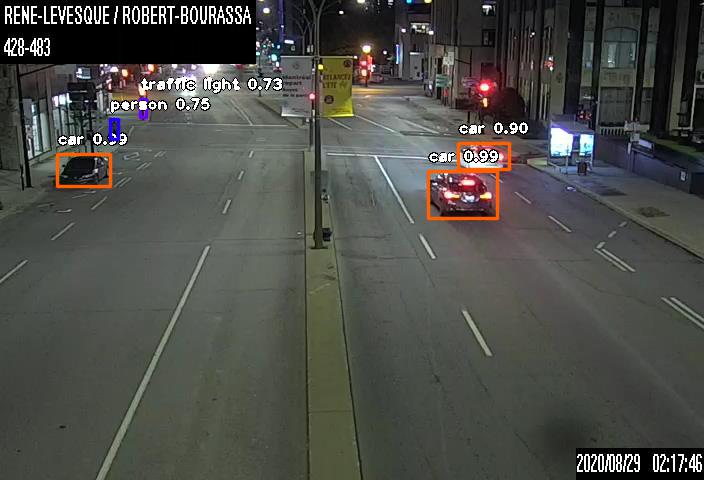 RENE-LEVESQUE / ROBERT-BOURASSA
428-483
traffic light 0.73
person 0.75
car 0.99
car 0.90
car 0.99
2020/08/29 02:17:46